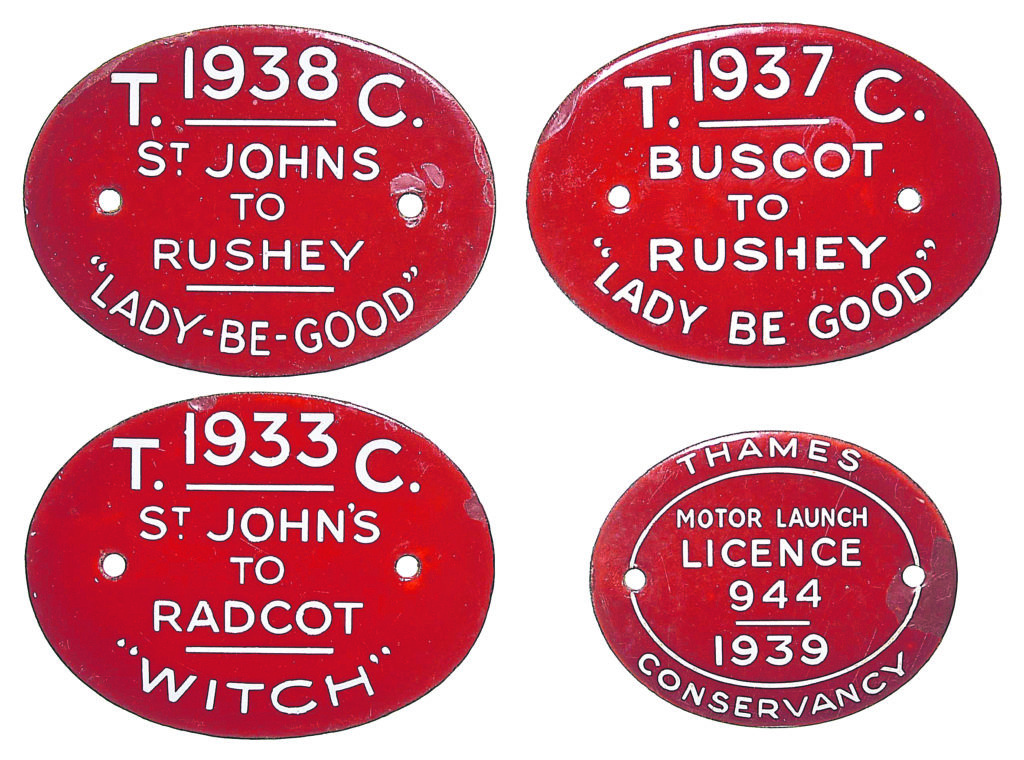 T. 1938 C.
ST JOHNS
TO
RUSHEY
"LADY-BE-GOOD"
T. 1937 C.
BUSCOT
TO
RUSHEY
"LADY BE GOOD"
T. 1933 C.
ST JOHN'S
TO
RADCOT
"WITCH"
THAMES
MOTOR LAUNCH
LICENCE
944
1939
CONSERVANCY